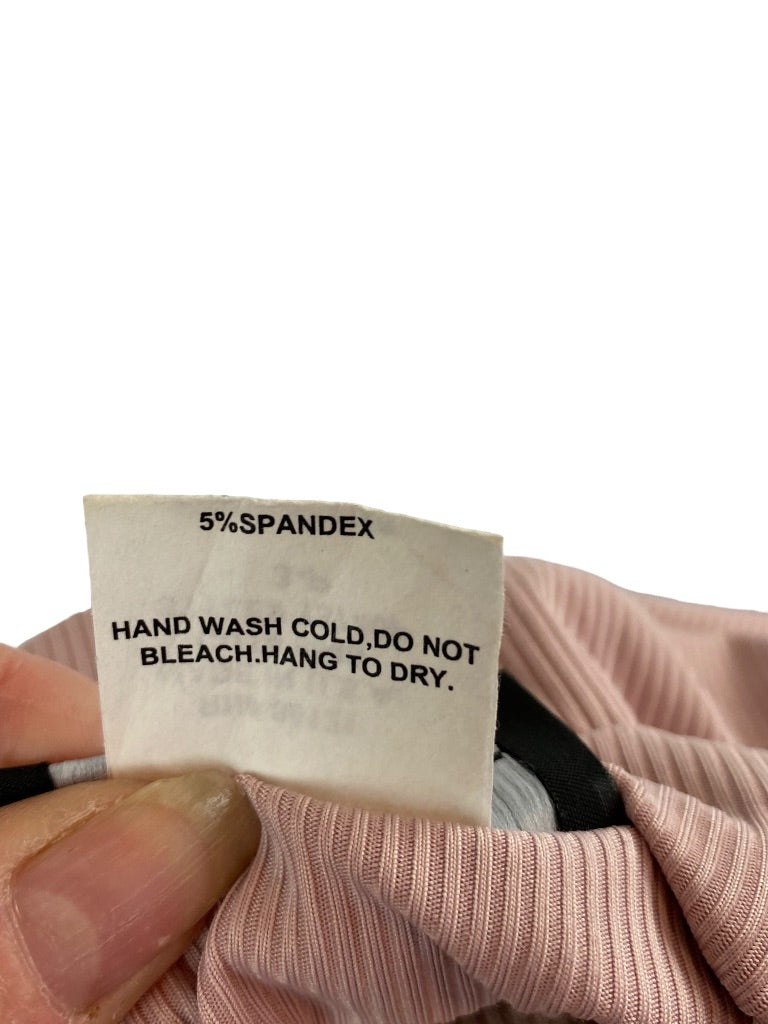 5%SPANDEX
HAND WASH COLD,DO NOT
BLEACH.HANG TO DRY.